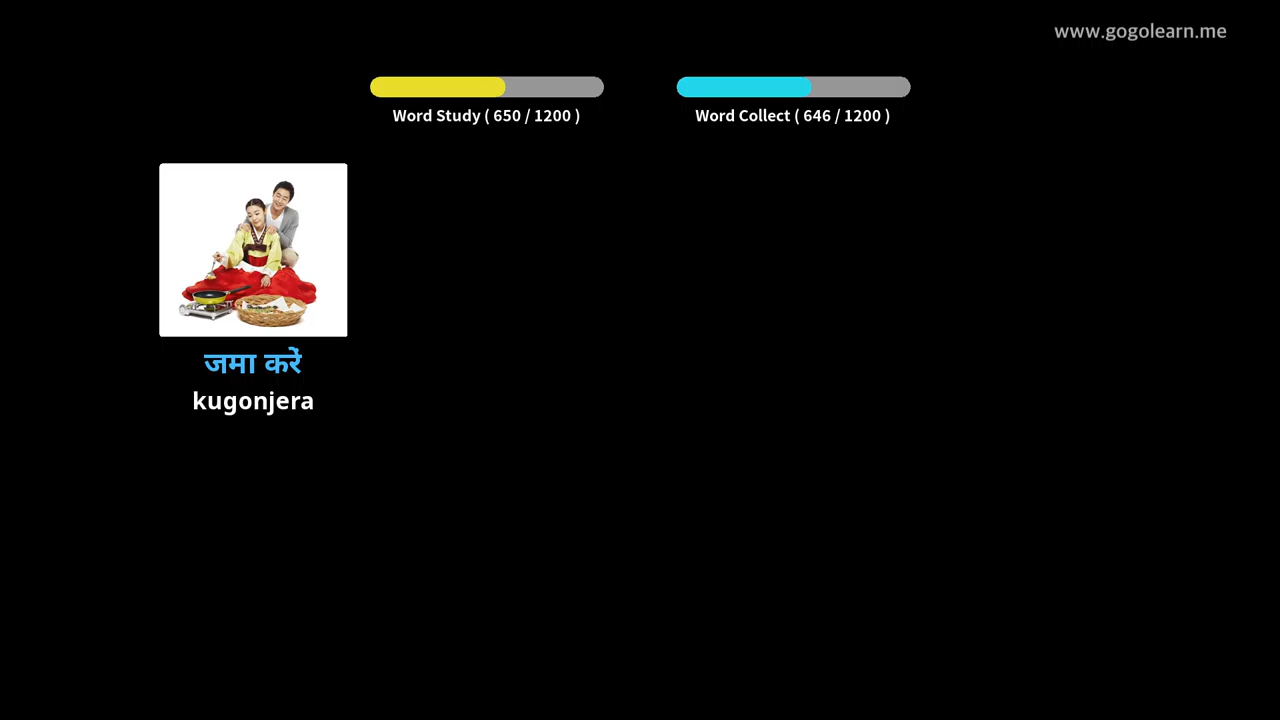 www.gogolearn.me
Word Study ( 650 / 1200 )
Word Collect ( 646 / 1200 )
जमा करें
kugonjera